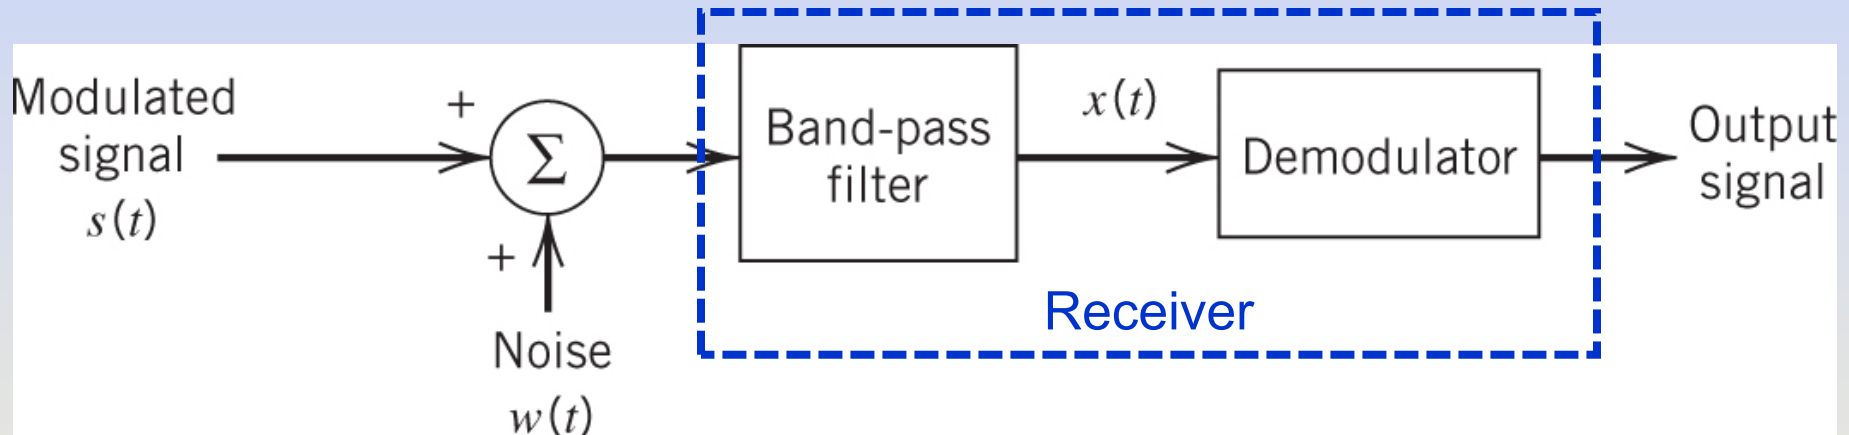 Modulated
signal
s(t)
+
Σ
+
Noise
w(t)
Band-pass
filter
x(t)
Demodulator
Receiver
Output
signal